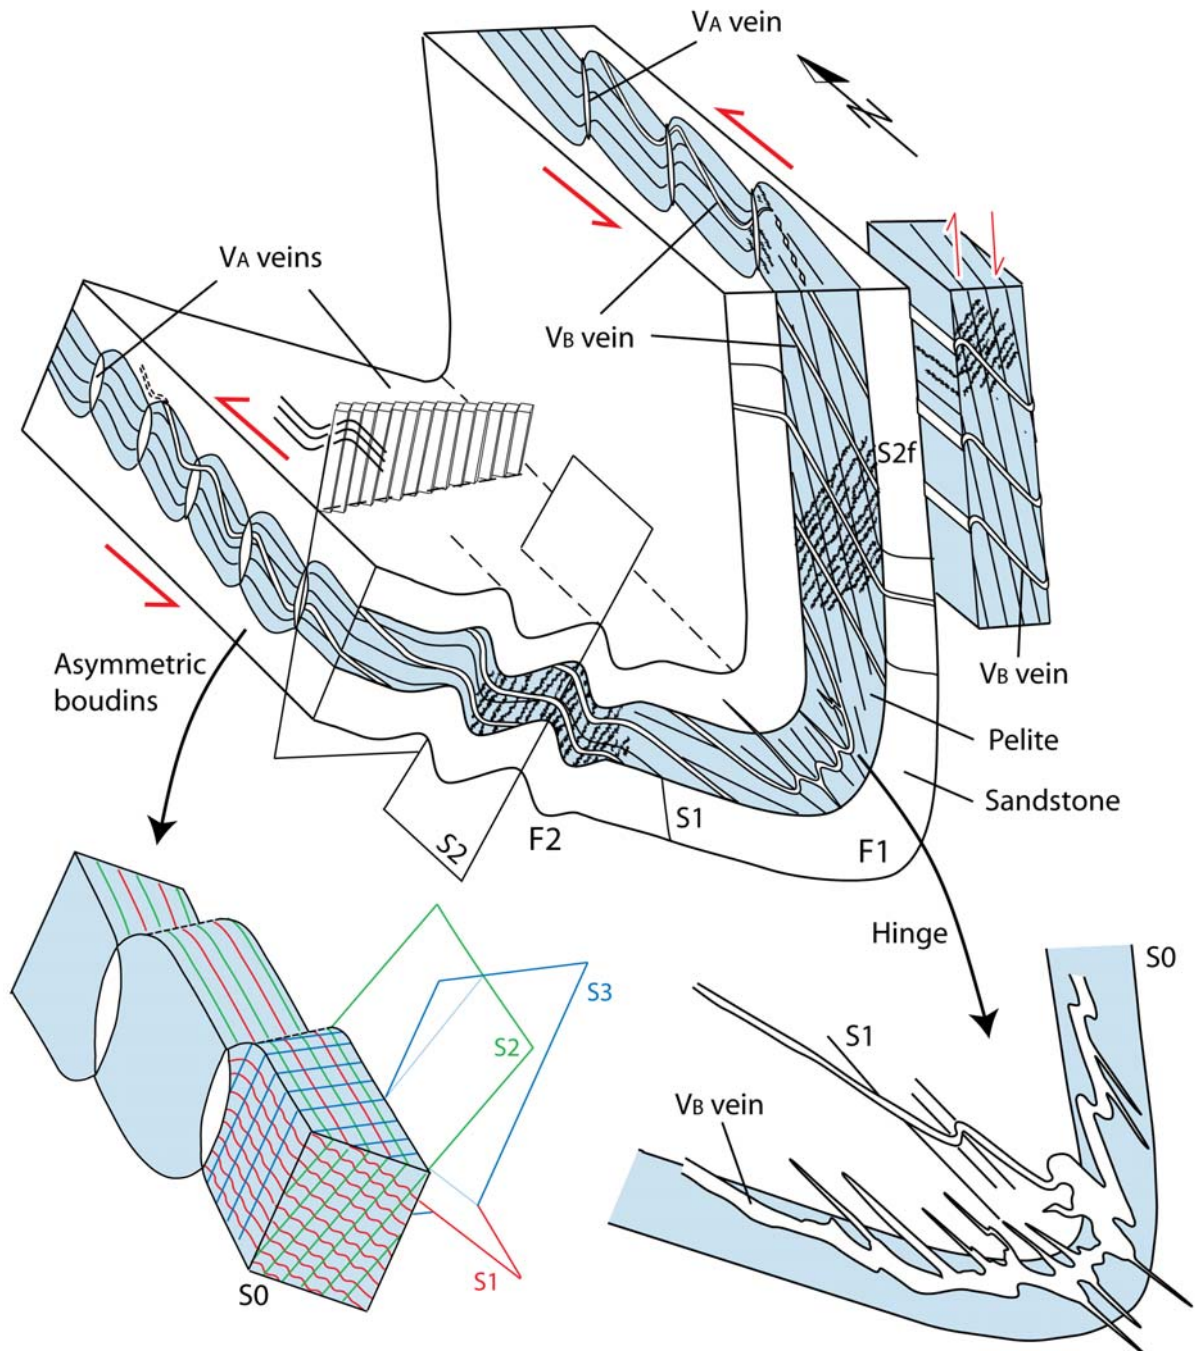 VA vein
N
VA veins
VB vein
S2f
VB vein
Asymmetric
boudins
Pelite
Sandstone
S1
F2
S2
F1
Hinge
S0
S3
S2
S1
VB vein
S1
S0